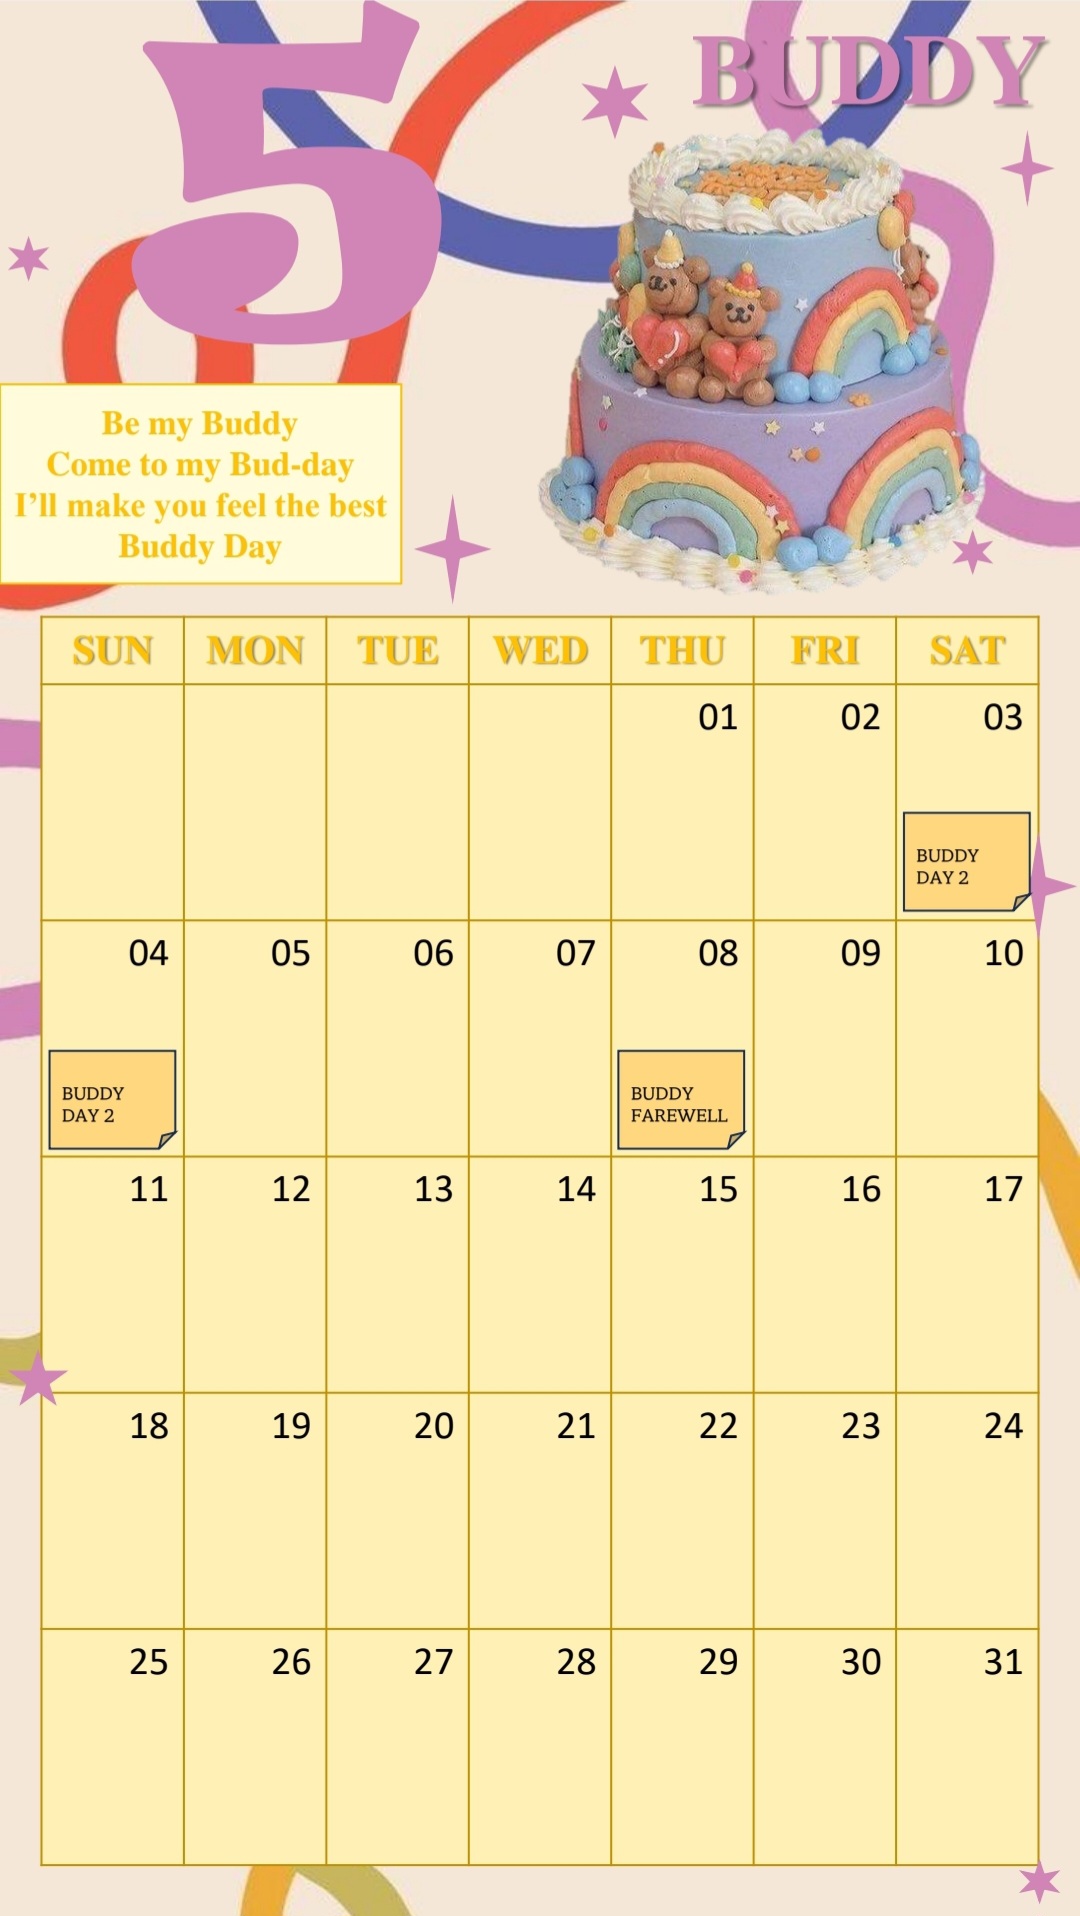 5
BUDDY
Be my Buddy
Come to my Bud-day
I’ll make you feel the best
Buddy Day
SUN MON TUE WED THU FRI SAT
01 02 03
BUDDY
DAY 2
04 05 06 07 08 09 10
BUDDY
DAY 2
BUDDY
FAREWELL
11 12 13 14 15 16 17
18 19 20 21 22 23 24
25 26 27 28 29 30 31